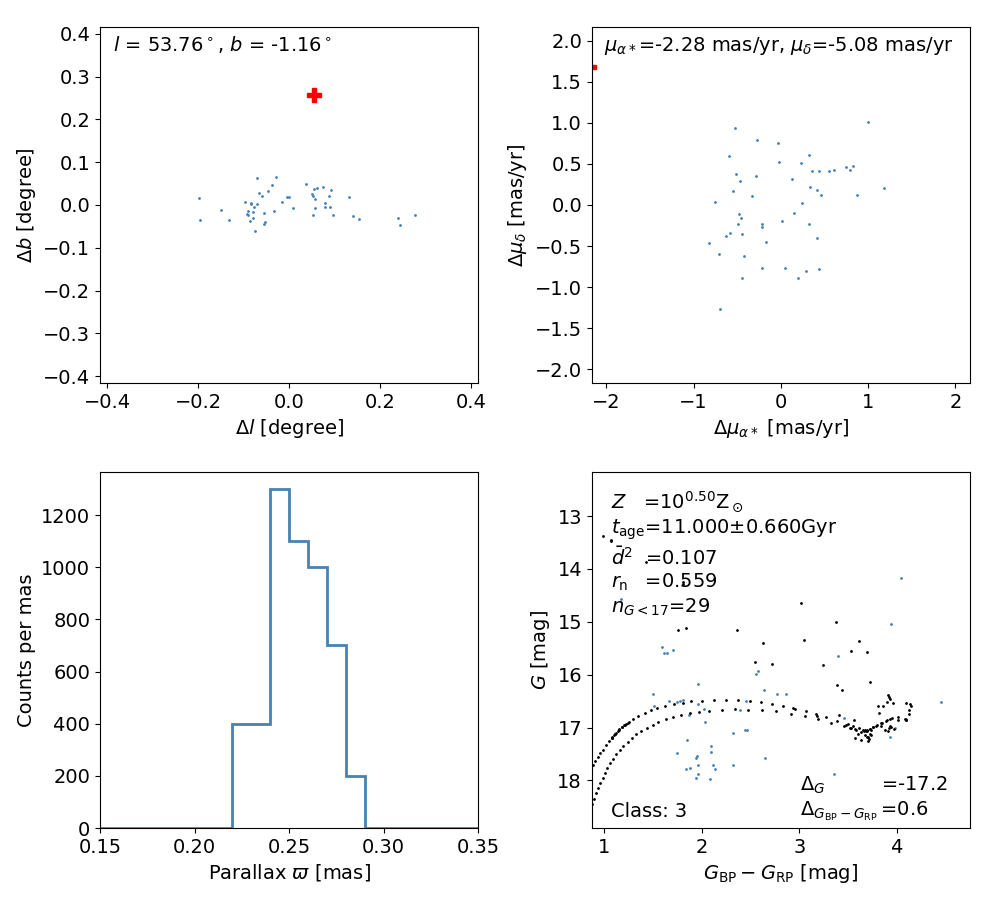 l = 53.76°, b = -1.16°
0.4
0.3
0.2
0.1
0.0
−0.1
−0.2
−0.3
−0.4
−0.4
−0.2
0.0
0.2
0.4
Δl [degree]
Δb [degree]
μα*=-2.28 mas/yr, μδ=-5.08 mas/yr
2.0
1.5
1.0
0.5
0.0
−0.5
−1.0
−1.5
−2.0
−2
−1
0
1
2
Δμα* [mas/yr]
Δμδ [mas/yr]
1200
1000
800
600
400
200
0
0.15
0.20
0.25
0.30
0.35
Parallax ϖ [mas]
Counts per mas
Z =10^0.50Z⊙
tage=11.000±0.660Gyr
d̄² =0.107
rn =0.559
nG<17=29
ΔG =-17.2
ΔGBP−GRP=0.6
Class: 3
13
14
15
16
17
18
1
2
3
4
GBP − GRP [mag]
G [mag]